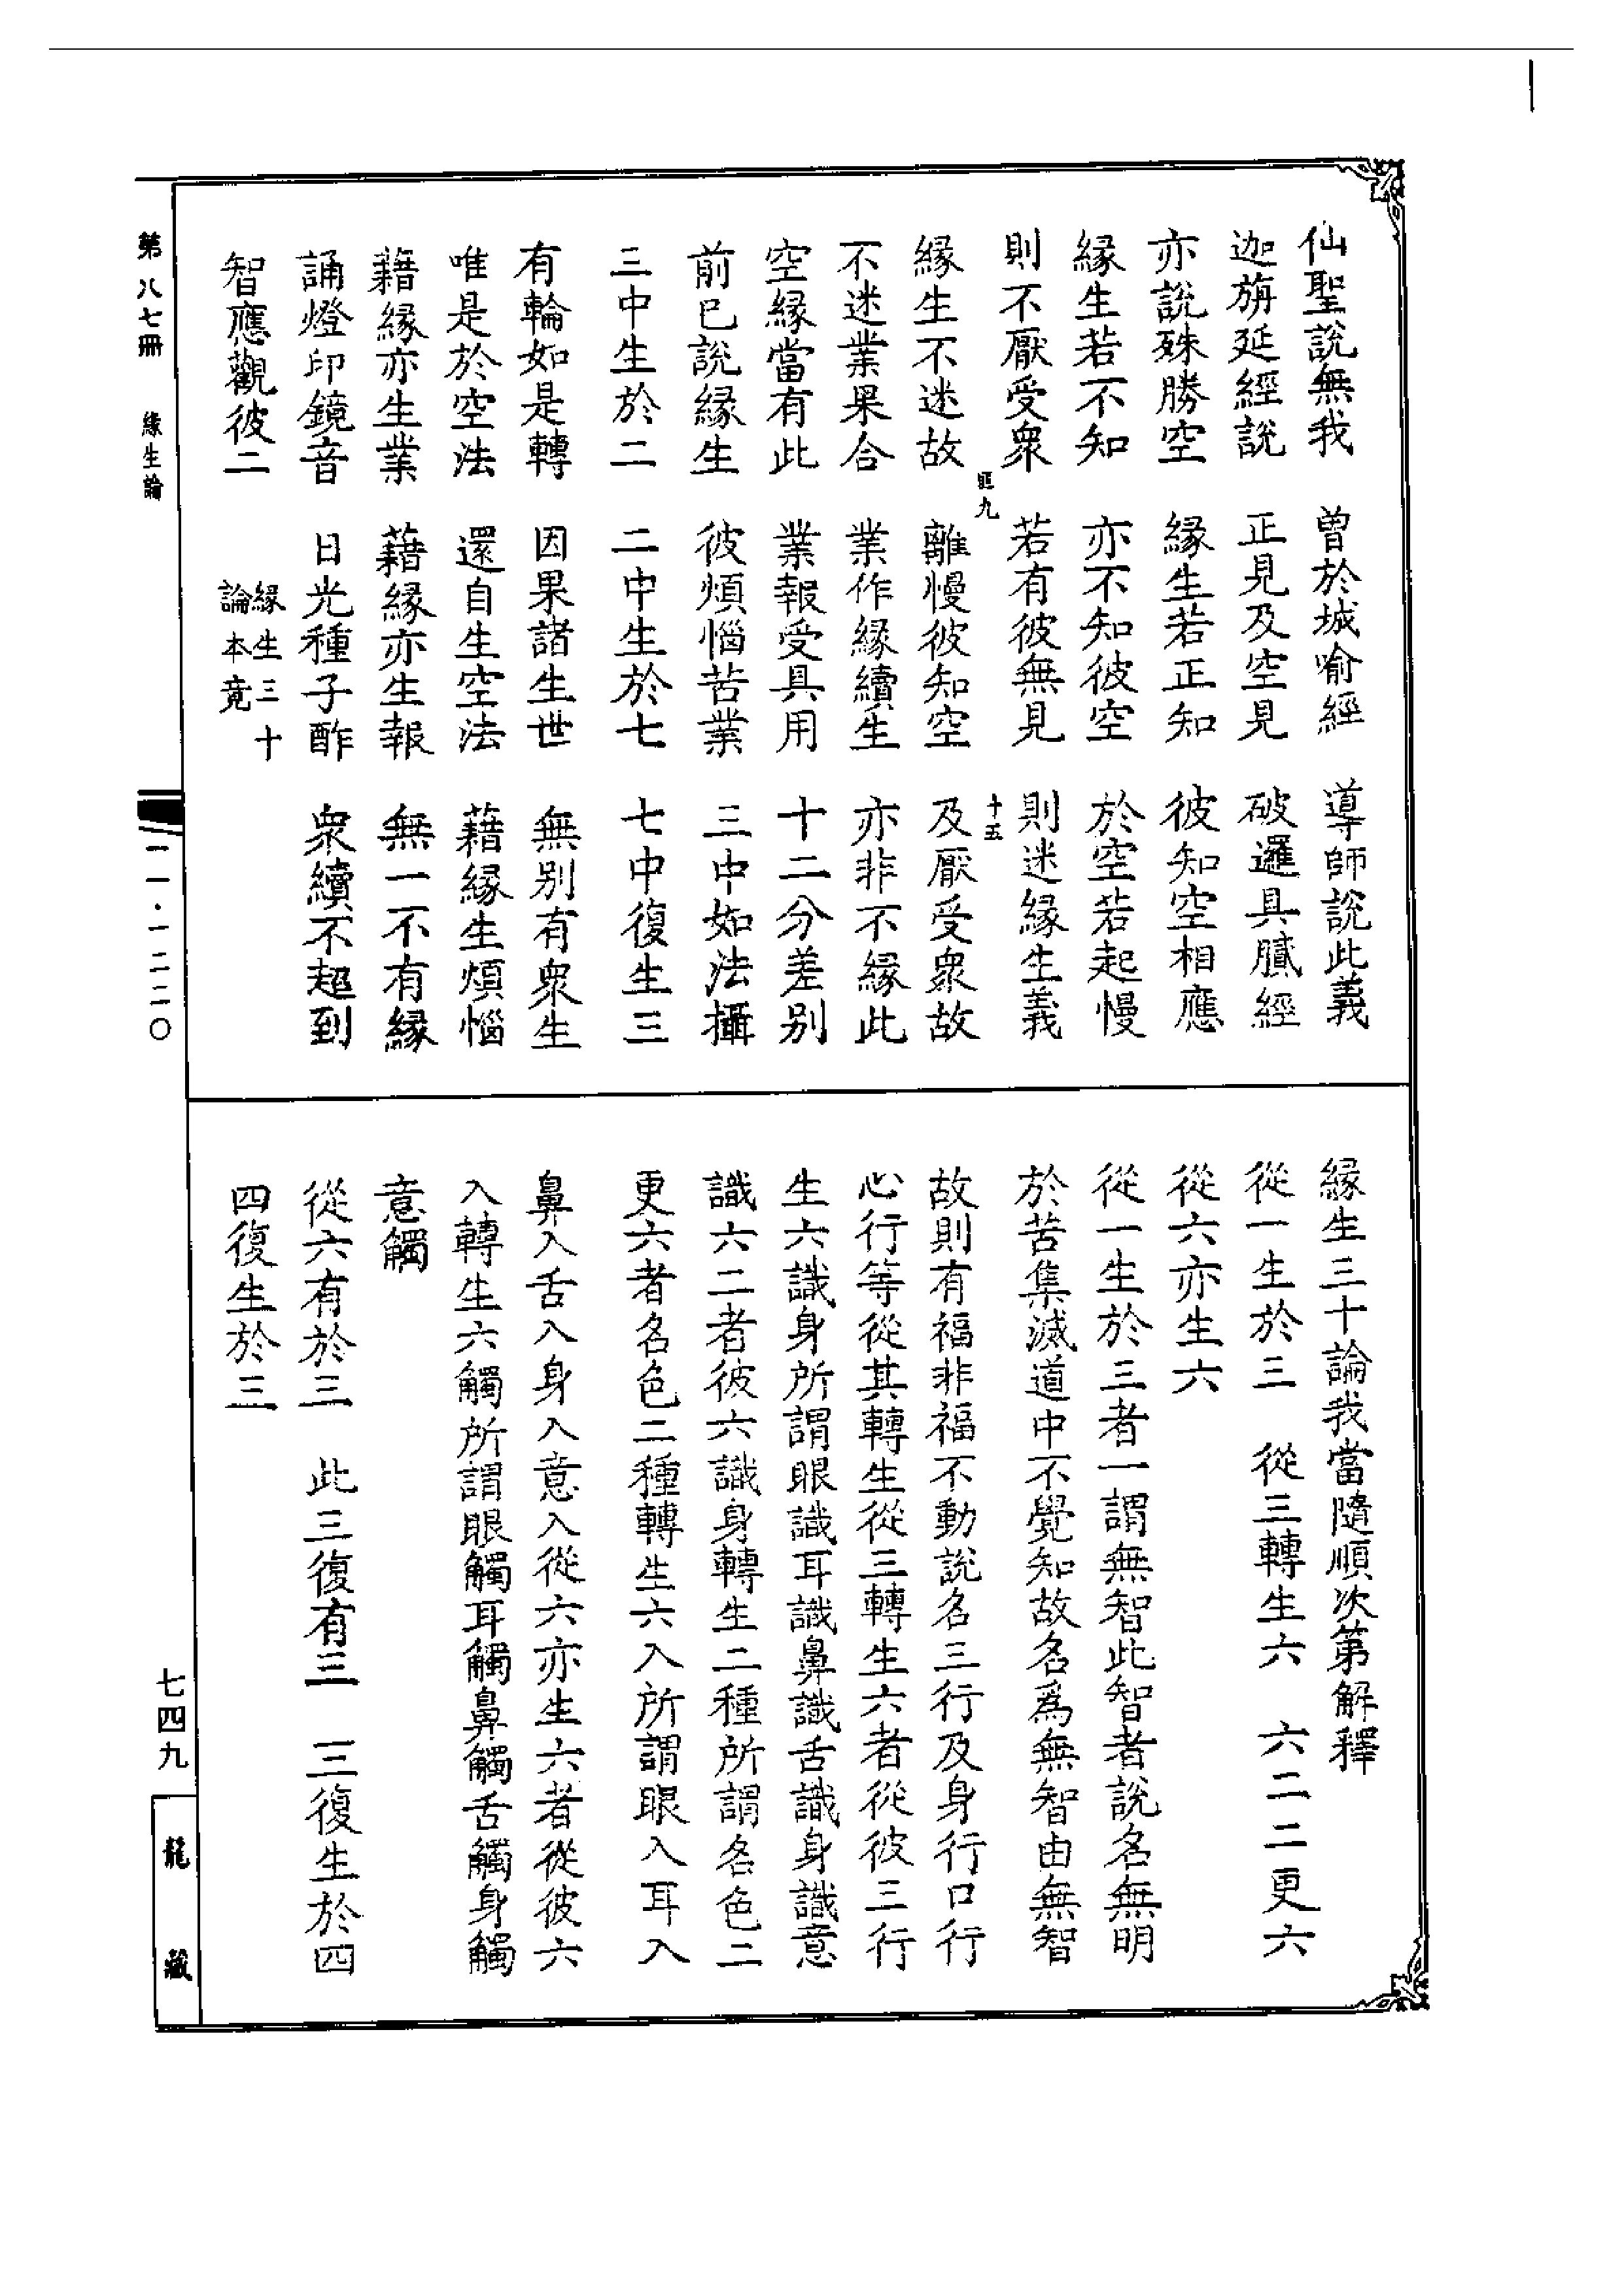 仙聖說無我　曾於城喻經　導師說此義
迦旃延經說　正見及空見　破邏具臘經
亦說殊勝空　緣生若正知　彼知空相應
緣生若不知　亦不知彼空　於空若起慢
則不厭受衆　若有彼無見　則迷緣生義
匪九　十五
緣生不迷故　離慢彼知空　及厭受衆故
不迷業果合　業作緣續生　亦非不緣此
空緣當有此　業報受具用　十二分差別
前已說緣生　彼煩惱苦業　三中如法攝
三中生於二　二中生於七　七中復生三
有輪如是轉　因果諸生世　無別有衆生
唯是於空法　還自生空法　藉緣生煩惱
藉緣亦生業　藉緣亦生報　無一不有緣
誦燈印鏡音　日光種子酢　衆續不超到
智應觀彼二　緣生三十
論本竟
緣生三十論我當隨順次第解釋
從一生於三　從三轉生六　六二二更六
從六亦生六
從一生於三者一謂無智此智者說名無明
於苦集滅道中不覺知故名爲無智由無智
故則有福非福不動說名三行及身行口行
心行等從其轉生從三轉生六者從彼三行
生六識身所謂眼識耳識鼻識舌識身識意
識六二者彼六識身轉生二種所謂名色二
更六者名色二種轉生六入所謂眼入耳入
鼻入舌入身入意入從六亦生六者從彼六
入轉生六觸所謂眼觸耳觸鼻觸舌觸身觸
意觸
從六有於三　此三復有三　三復生於四
四復生於三
第八七冊　緣生論
一一·一二二〇
七四九
龍藏